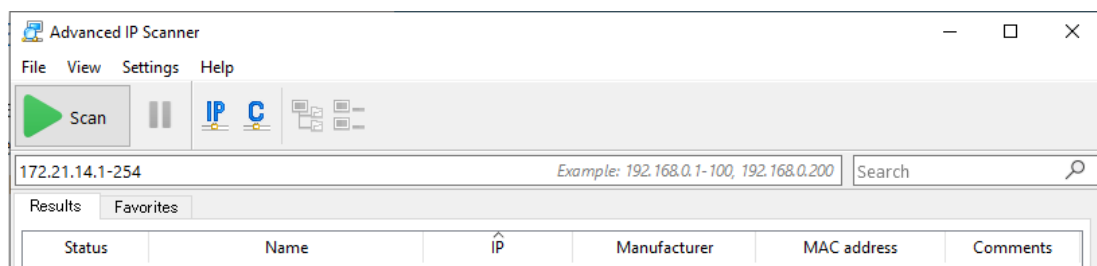 Advanced IP Scanner
File View Settings Help
Scan IP C
172.21.14.1-254 Example: 192.168.0.1-100, 192.168.0.200 Search
Results Favorites
Status Name IP Manufacturer MAC address Comments